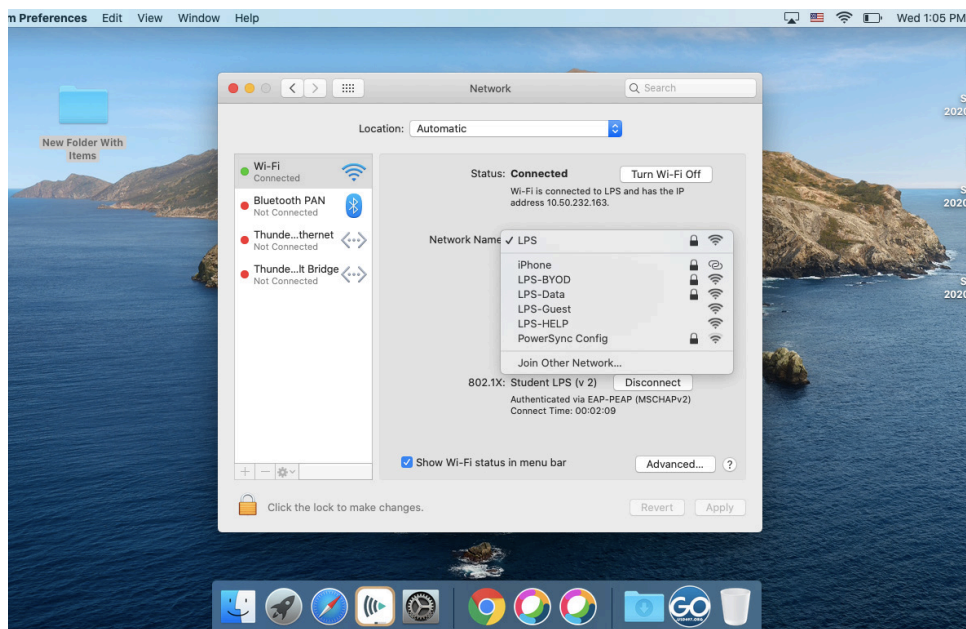 m Preferences Edit View Window Help Wed 1:05 PM
Network
Search
Location: Automatic
New Folder With
Items
S
2020
S
2020
S
2020
Wi-Fi
Connected
Bluetooth PAN
Not Connected
Thunde...thernet
Not Connected
Thunde...lt Bridge
Not Connected
Status: Connected
Turn Wi-Fi Off
Wi-Fi is connected to LPS and has the IP
address 10.50.232.163.
Network Name ✓ LPS
iPhone
LPS-BYOD
LPS-Data
LPS-Guest
LPS-HELP
PowerSync Config
Join Other Network...
802.1X: Student LPS (v 2)
Disconnect
Authenticated via EAP-PEAP (MSCHAPv2)
Connect Time: 00:02:09
Show Wi-Fi status in menu bar
Advanced...
?
Click the lock to make changes.
Revert
Apply
GO